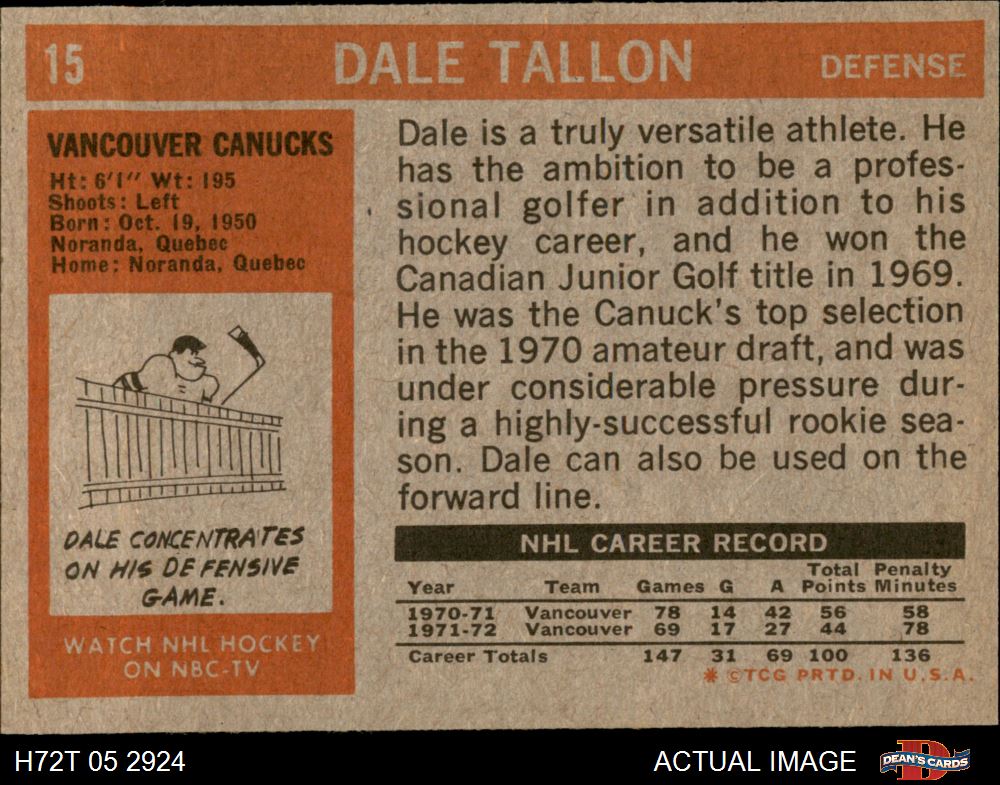 15 DALE TALLON DEFENSE
VANCOUVER CANUCKS
Ht: 6'1" Wt: 195
Shoots: Left
Born: Oct. 19, 1950
Noranda, Quebec
Home: Noranda, Quebec
DALE CONCENTRATES
ON HIS DEFENSIVE
GAME.
WATCH NHL HOCKEY
ON NBC-TV
Dale is a truly versatile athlete. He
has the ambition to be a profes-
sional golfer in addition to his
hockey career, and he won the
Canadian Junior Golf title in 1969.
He was the Canuck's top selection
in the 1970 amateur draft, and was
under considerable pressure dur-
ing a highly-successful rookie sea-
son. Dale can also be used on the
forward line.
NHL CAREER RECORD
Year Team Games G A Total Points Penalty Minutes
1970-71 Vancouver 78 14 42 56 58
1971-72 Vancouver 69 17 27 44 78
Career Totals 147 31 69 100 136
* ©TCG PRTD. IN U.S.A.
H72T 05 2924 ACTUAL IMAGE DEAN'S CARDS